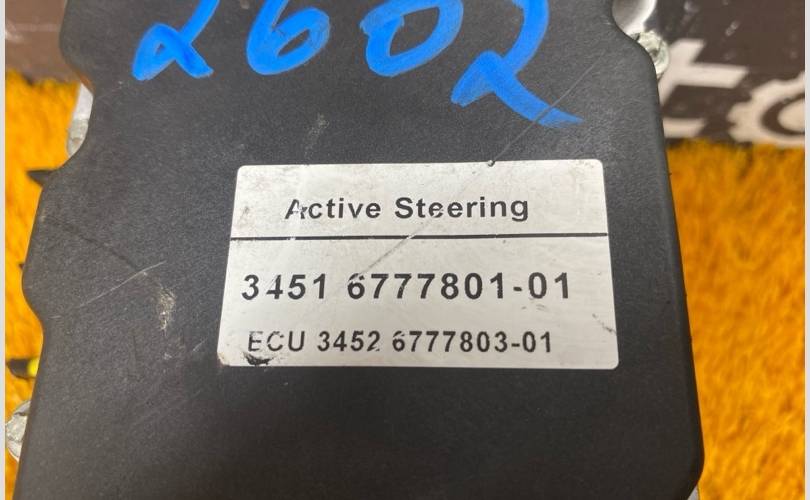 2602
Active Steering
3451 6777801-01
ECU 3452 6777803-01